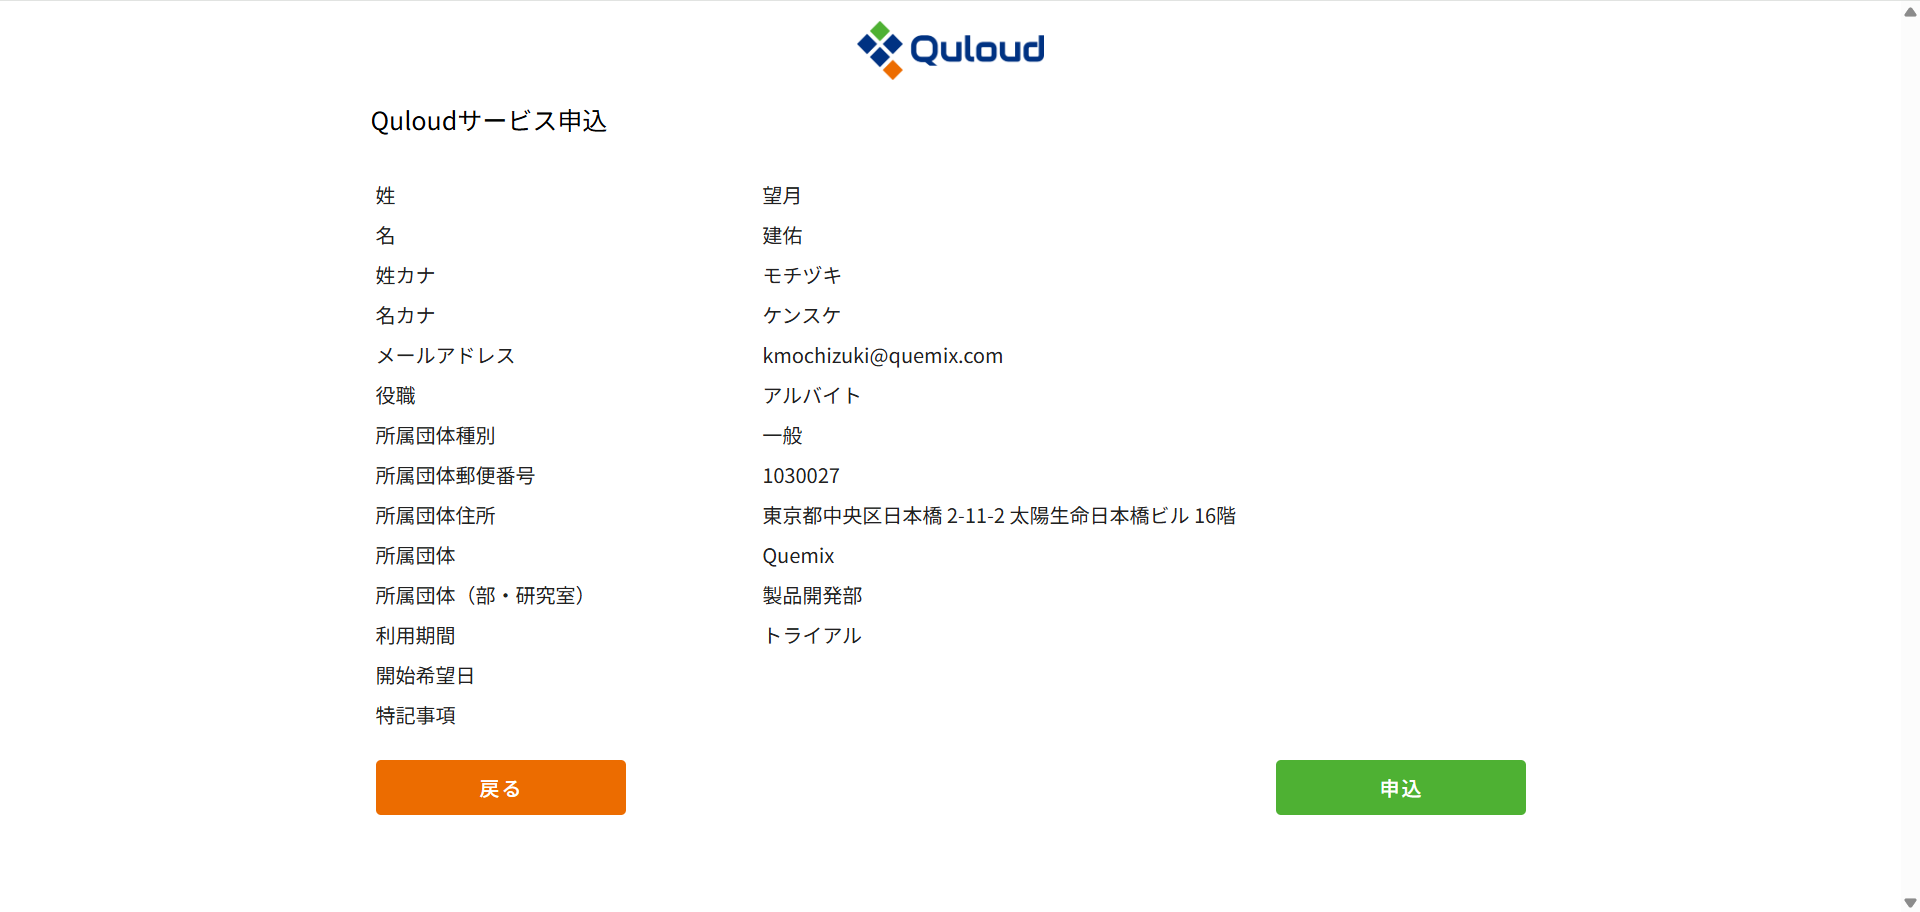 Quloud
Quloudサービス申込
姓 望月
名 建佑
姓カナ モチヅキ
名カナ ケンスケ
メールアドレス kmochizuki@quemix.com
役職 アルバイト
所属団体種別 一般
所属団体郵便番号 1030027
所属団体住所 東京都中央区日本橋 2-11-2 太陽生命日本橋ビル 16階
所属団体 Quemix
所属団体（部・研究室） 製品開発部
利用期間 トライアル
開始希望日
特記事項
戻る 申込